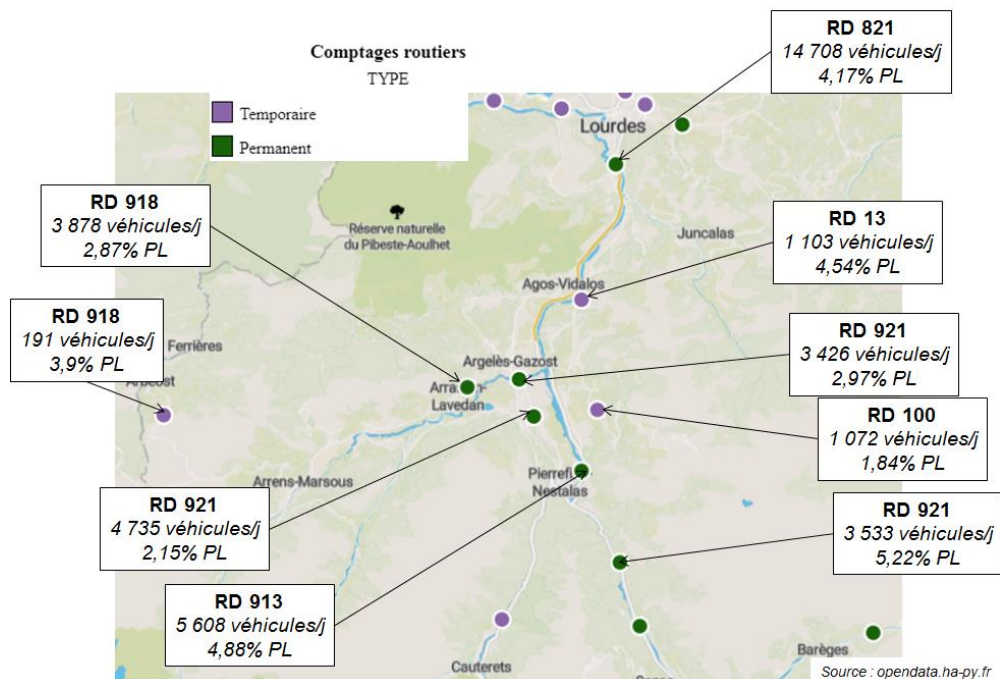 Comptages routiers
TYPE
Temporaire
Permanent
RD 821
14 708 véhicules/j
4,17% PL
Lourdes
RD 918
3 878 véhicules/j
2,87% PL
Réserve naturelle
du Pibeste-Aoulhet
Juncalas
RD 13
1 103 véhicules/j
4,54% PL
Agos-Vidalos
RD 918
191 véhicules/j
3,9% PL
Ferrières
Argelès-Gazost
RD 921
3 426 véhicules/j
2,97% PL
Lavedan
RD 100
1 072 véhicules/j
1,84% PL
Arrens-Marsous
Nestalas
RD 921
4 735 véhicules/j
2,15% PL
RD 921
3 533 véhicules/j
5,22% PL
RD 913
5 608 véhicules/j
4,88% PL
Cauterets
Barèges
Source : opendata.ha-py.fr